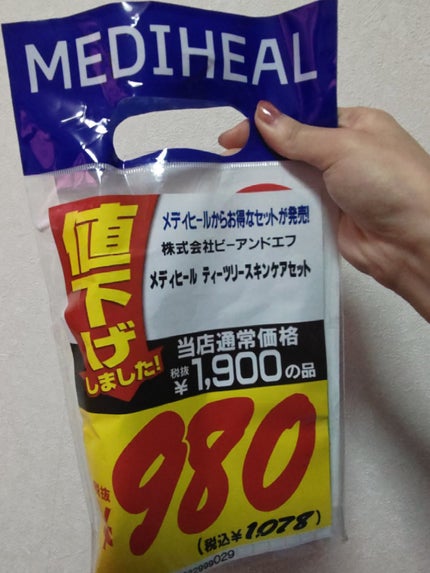 MEDIHEAL
値下げ
しました!
メディヒールからお得なセットが発売!
株式会社ビーアンドエフ
メディヒール ティーツリースキンケアセット
当店通常価格
税抜
¥1,900の品
税抜
¥980
(税込¥1,078)